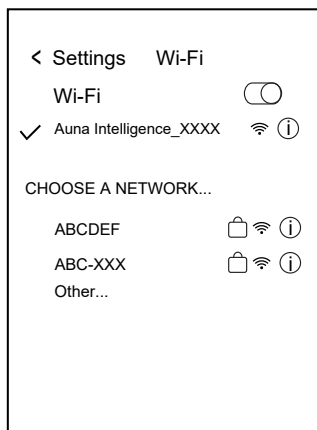 < Settings Wi-Fi
Wi-Fi
Auna Intelligence_XXXX
CHOOSE A NETWORK...
ABCDEF
ABC-XXX
Other...